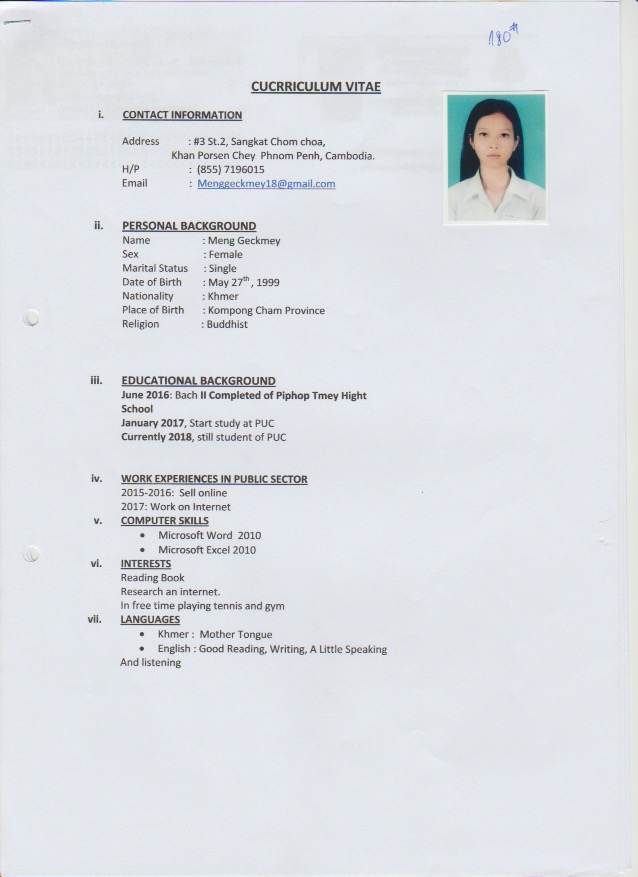 180$
CUCRRICULUM VITAE
i. CONTACT INFORMATION
Address : #3 St.2, Sangkat Chom choa,
Khan Porsen Chey Phnom Penh, Cambodia.
H/P : (855) 7196015
Email : Menggeckmey18@gmail.com
ii. PERSONAL BACKGROUND
Name : Meng Geckmey
Sex : Female
Marital Status : Single
Date of Birth : May 27th , 1999
Nationality : Khmer
Place of Birth : Kompong Cham Province
Religion : Buddhist
iii. EDUCATIONAL BACKGROUND
June 2016: Bach II Completed of Piphop Tmey Hight
School
January 2017, Start study at PUC
Currently 2018, still student of PUC
iv. WORK EXPERIENCES IN PUBLIC SECTOR
2015-2016: Sell online
2017: Work on Internet
v. COMPUTER SKILLS
• Microsoft Word 2010
• Microsoft Excel 2010
vi. INTERESTS
Reading Book
Research an internet.
In free time playing tennis and gym
vii. LANGUAGES
• Khmer : Mother Tongue
• English : Good Reading, Writing, A Little Speaking
And listening